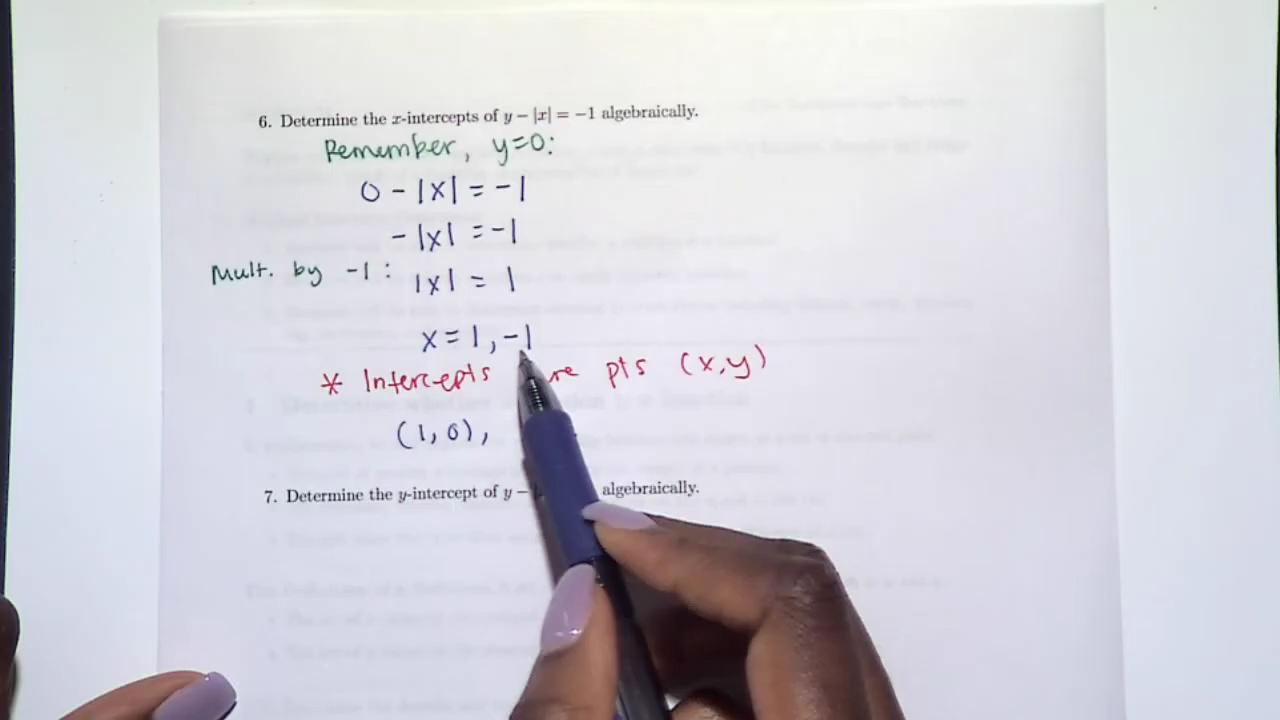 6. Determine the x-intercepts of y − |x| = −1 algebraically.
Remember, y=0:
0 - |x| = -1
- |x| = -1
Mult. by -1: |x| = 1
x = 1, -1
* Intercepts pts (x,y)
(1,0),
7. Determine the y-intercept of y − algebraically.